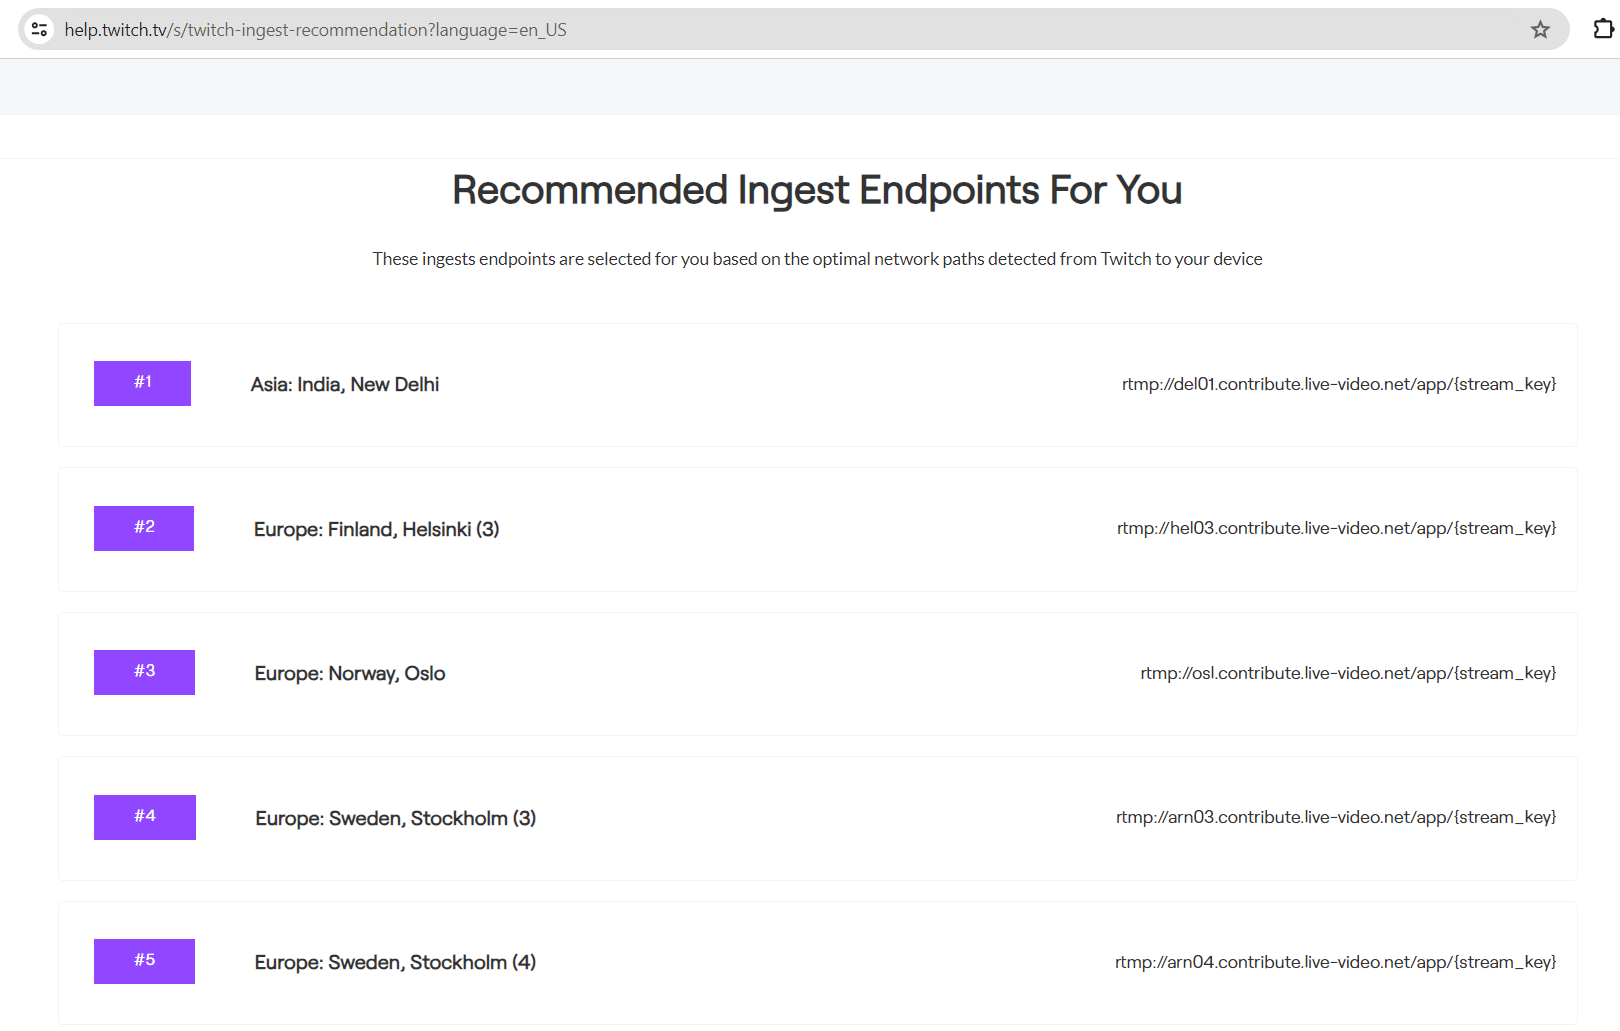 help.twitch.tv/s/twitch-ingest-recommendation?language=en_US
Recommended Ingest Endpoints For You
These ingests endpoints are selected for you based on the optimal network paths detected from Twitch to your device
#1 Asia: India, New Delhi rtmp://del01.contribute.live-video.net/app/{stream_key}
#2 Europe: Finland, Helsinki (3) rtmp://hel03.contribute.live-video.net/app/{stream_key}
#3 Europe: Norway, Oslo rtmp://osl.contribute.live-video.net/app/{stream_key}
#4 Europe: Sweden, Stockholm (3) rtmp://arn03.contribute.live-video.net/app/{stream_key}
#5 Europe: Sweden, Stockholm (4) rtmp://arn04.contribute.live-video.net/app/{stream_key}